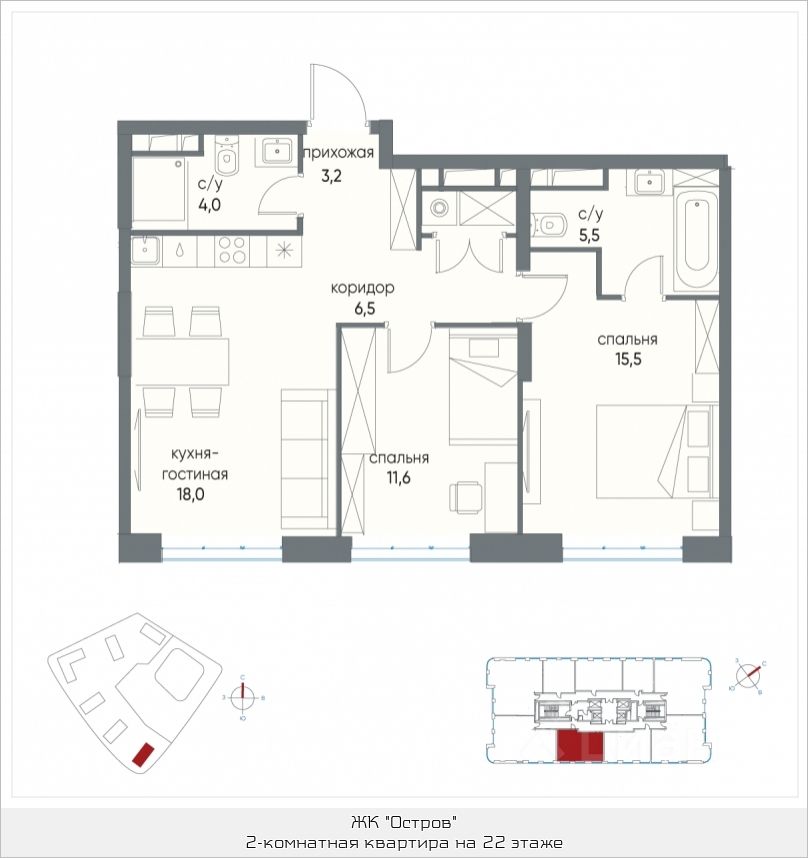 прихожая
3,2
с/у
4,0
с/у
5,5
коридор
6,5
спальня
15,5
кухня-
гостиная
18,0
спальня
11,6
С
З В
Ю
З С
Ю В
ЖК "Остров"
2-комнатная квартира на 22 этаже